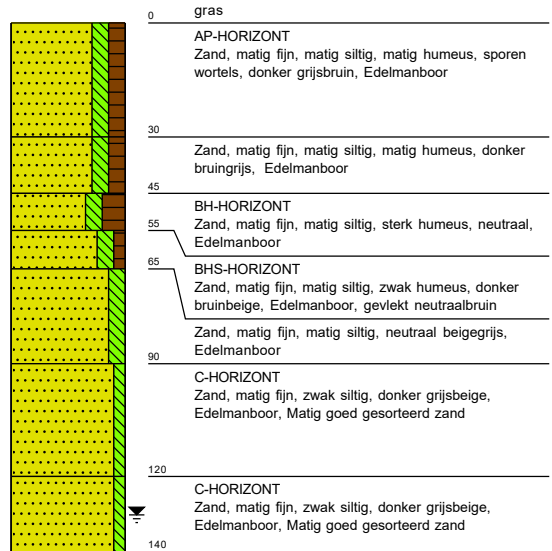 0 gras
AP-HORIZONT
Zand, matig fijn, matig siltig, matig humeus, sporen
wortels, donker grijsbruin, Edelmanboor
30
Zand, matig fijn, matig siltig, matig humeus, donker
bruingrijs, Edelmanboor
45
BH-HORIZONT
Zand, matig fijn, matig siltig, sterk humeus, neutraal,
Edelmanboor
55
BHS-HORIZONT
Zand, matig fijn, matig siltig, zwak humeus, donker
bruinbeige, Edelmanboor, gevlekt neutraalbruin
65
Zand, matig fijn, matig siltig, neutraal beigegrijs,
Edelmanboor
90
C-HORIZONT
Zand, matig fijn, zwak siltig, donker grijsbeige,
Edelmanboor, Matig goed gesorteerd zand
120
C-HORIZONT
Zand, matig fijn, zwak siltig, donker grijsbeige,
Edelmanboor, Matig goed gesorteerd zand
140